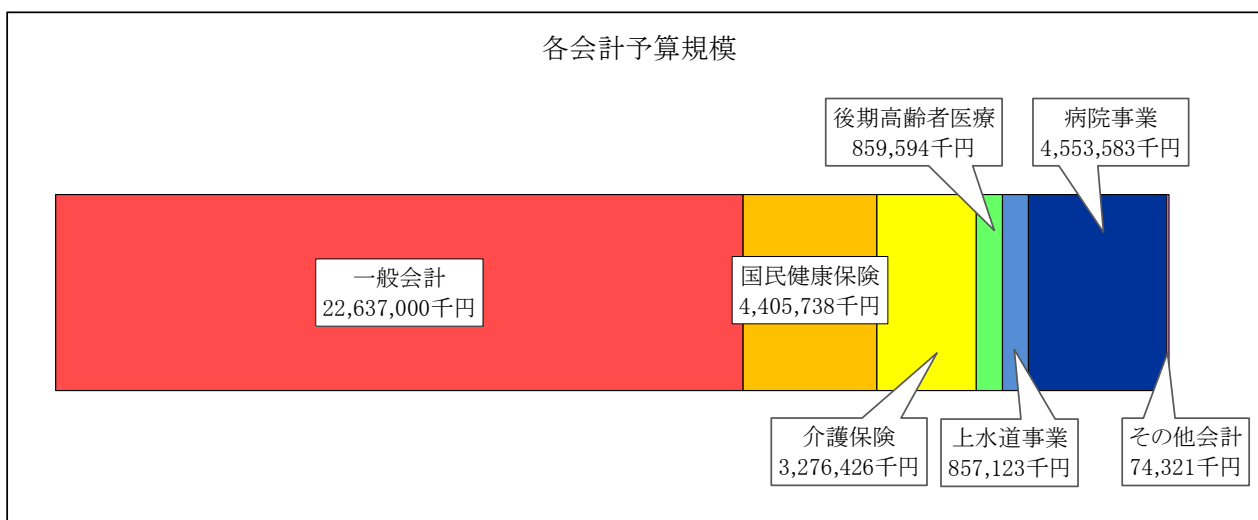 各会計予算規模
後期高齢者医療
859,594千円
病院事業
4,553,583千円
一般会計
22,637,000千円
国民健康保険
4,405,738千円
介護保険
3,276,426千円
上水道事業
857,123千円
その他会計
74,321千円